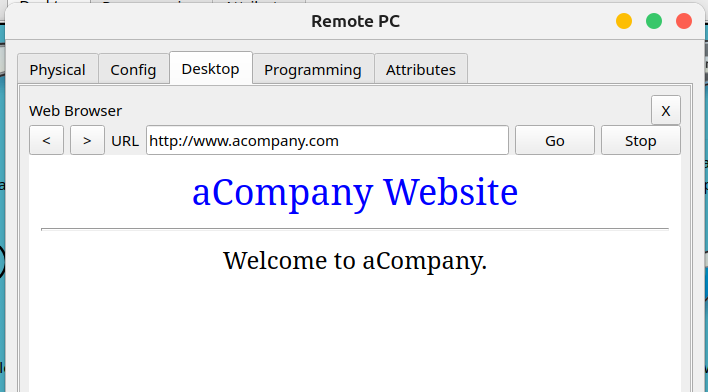 Remote PC
Physical Config Desktop Programming Attributes
Web Browser X
< > URL http://www.acompany.com Go Stop
aCompany Website
Welcome to aCompany.